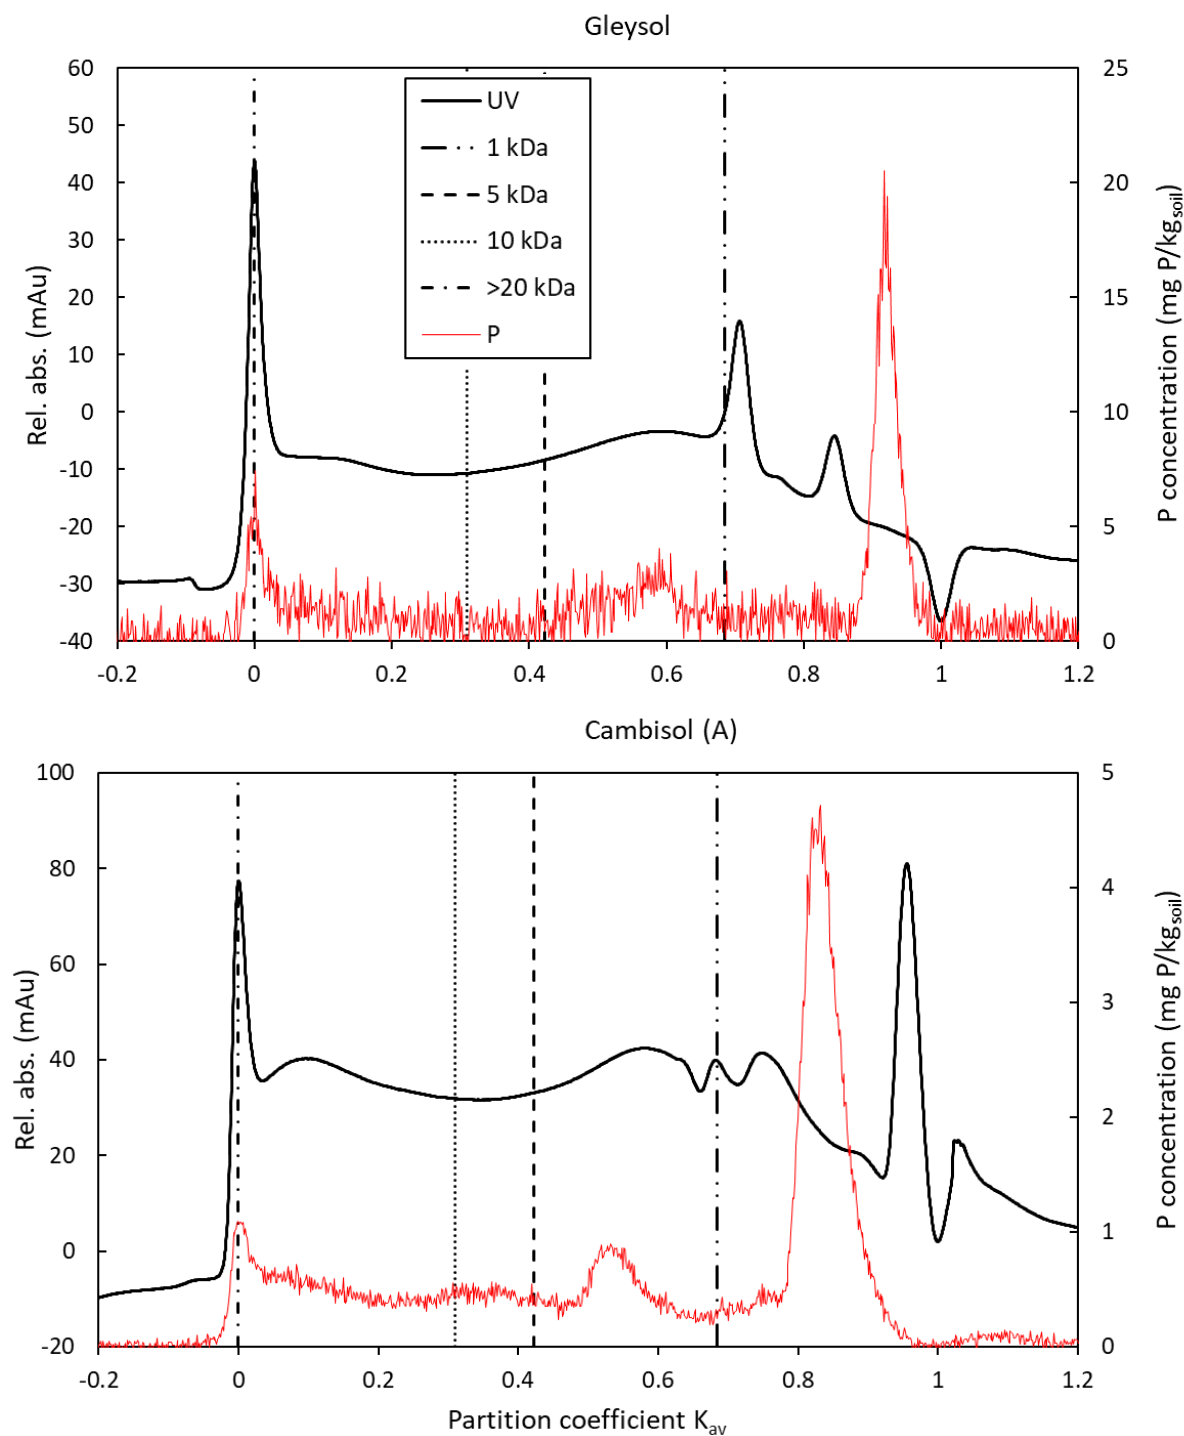 Gleysol
60
50
40
30
20
10
0
-10
-20
-30
-40
Rel. abs. (mAu)
UV
1 kDa
5 kDa
10 kDa
>20 kDa
P
25
20
15
10
5
0
P concentration (mg P/kgsoil)
-0.2 0 0.2 0.4 0.6 0.8 1 1.2
Cambisol (A)
100
80
60
40
20
0
-20
Rel. abs. (mAu)
5
4
3
2
1
0
P concentration (mg P/kgsoil)
-0.2 0 0.2 0.4 0.6 0.8 1 1.2
Partition coefficient Kav